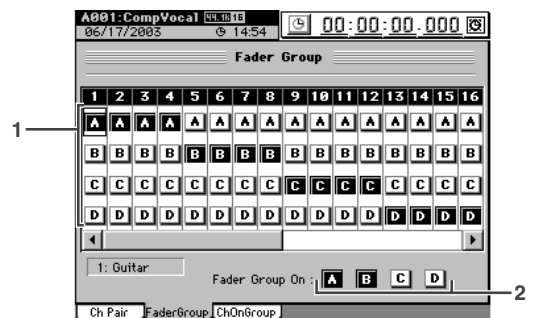 A001:CompVocal 44.1K 16
06/17/2003 14:54 00:00:00.000
Fader Group
1 2 3 4 5 6 7 8 9 10 11 12 13 14 15 16
1
A A A A A A A A A A A A A A A A
B B B B B B B B B B B B B B B B
C C C C C C C C C C C C C C C C
D D D D D D D D D D D D D D D D
1: Guitar
Fader Group On : A B C D
2
Ch Pair FaderGroup ChOnGroup